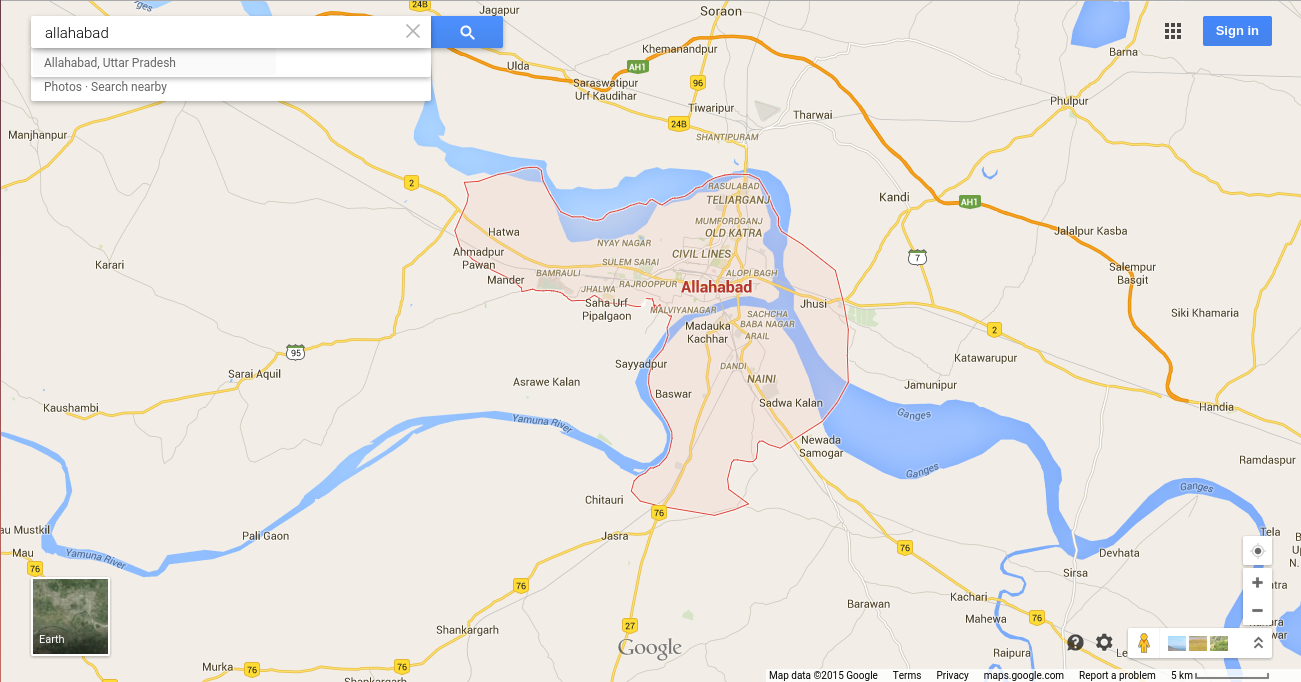 24B
Jagapur
Soraon
ges
allahabad
Sign in
Khemanandpur
Barna
Allahabad, Uttar Pradesh
Ulda
AH1
Photos · Search nearby
Saraswatipur
Urf Kaudihar
96
Phulpur
Tiwaripur
Tharwai
24B
Manjhanpur
SHANTIPURAM
2
RASULABAD
TELIARGANJ
Kandi
AH1
MUMFORDGANJ
OLD KATRA
Hatwa
Jalalpur Kasba
NYAY NAGAR
Ahmadpur
Pawan
CIVIL LINES
7
Karari
SULEM SARAI
Salempur
Basgit
BAMRAULI
ALOPI BAGH
Mander
JHALWA
RAJROOPPUR
Allahabad
Saha Urf
Pipalgaon
MALVIYANAGAR
Jhusi
SACHCHA
BABA NAGAR
Siki Khamaria
Madauka
Kachhar
ARAIL
2
95
Katawarupur
Sayyadpur
DANDI
Sarai Aquil
NAINI
Asrawe Kalan
Jamunipur
Baswar
Sadwa Kalan
Kaushambi
Handia
Yamuna River
Ganges
Newada
Samogar
Ramdaspur
Ganges
Ganges
Chitauri
76
au Mustkil
Pali Gaon
Jasra
Tela
Mau
Yamuna River
76
Devhata
76
Sirsa
76
Kachari
Barawan
Mahewa
76
27
Earth
Shankargarh
Google
Raipura
Murka
76
76
Shankargarh
Map data ©2015 Google
Terms
Privacy
maps.google.com
Report a problem
5 km